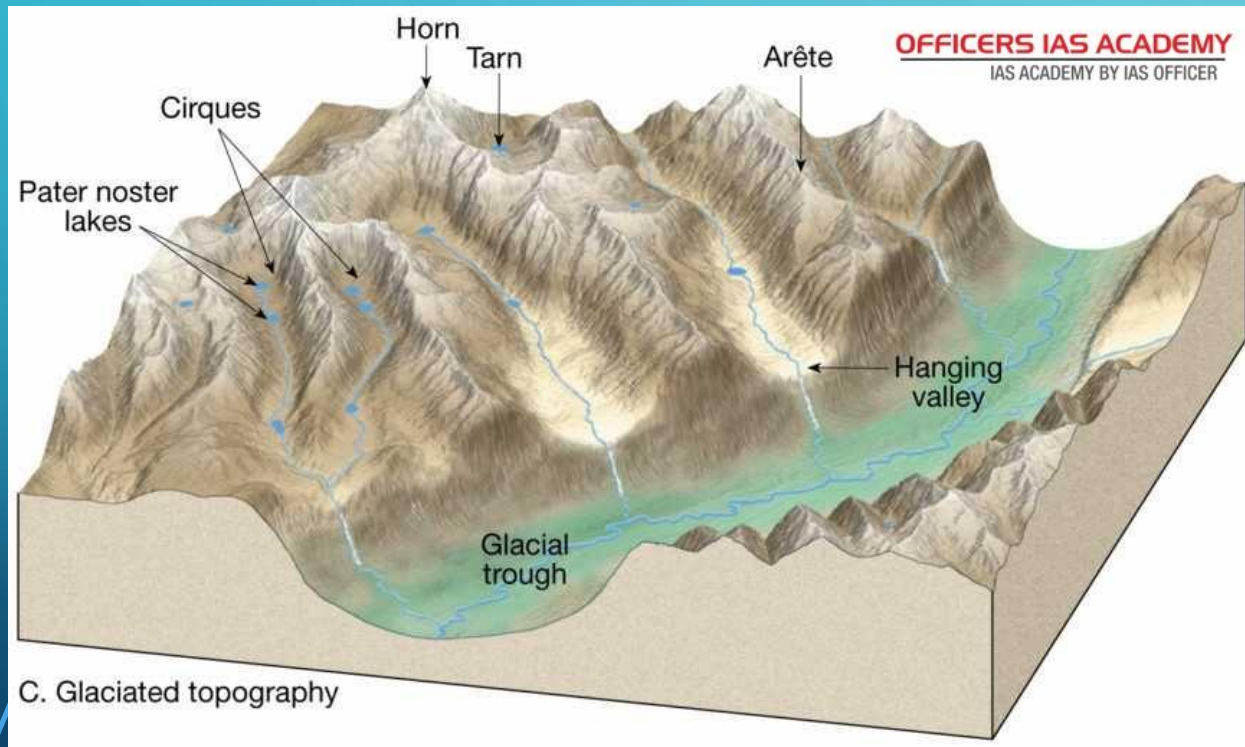 Horn
Tarn
Arête
OFFICERS IAS ACADEMY
IAS ACADEMY BY IAS OFFICER
Cirques
Pater noster
lakes
Hanging
valley
Glacial
trough
C. Glaciated topography